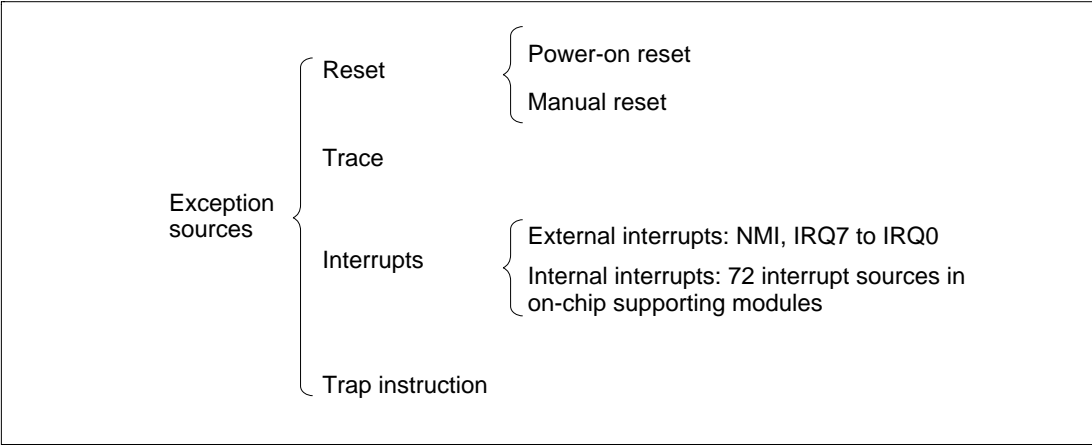 Exception
sources
Reset
Power-on reset
Manual reset
Trace
Interrupts
External interrupts: NMI, IRQ7 to IRQ0
Internal interrupts: 72 interrupt sources in
on-chip supporting modules
Trap instruction